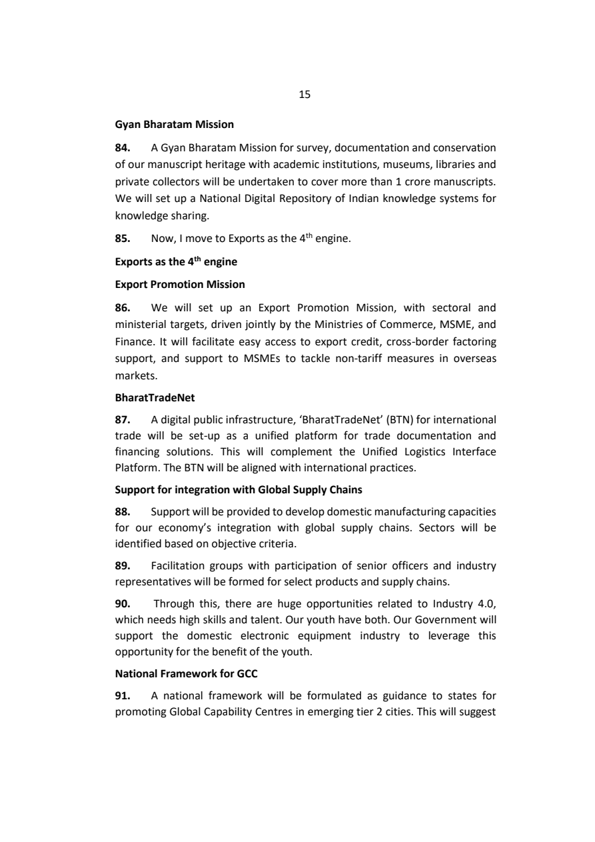 15
Gyan Bharatam Mission
84. A Gyan Bharatam Mission for survey, documentation and conservation
of our manuscript heritage with academic institutions, museums, libraries and
private collectors will be undertaken to cover more than 1 crore manuscripts.
We will set up a National Digital Repository of Indian knowledge systems for
knowledge sharing.
85. Now, I move to Exports as the 4th engine.
Exports as the 4th engine
Export Promotion Mission
86. We will set up an Export Promotion Mission, with sectoral and
ministerial targets, driven jointly by the Ministries of Commerce, MSME, and
Finance. It will facilitate easy access to export credit, cross-border factoring
support, and support to MSMEs to tackle non-tariff measures in overseas
markets.
BharatTradeNet
87. A digital public infrastructure, ‘BharatTradeNet’ (BTN) for international
trade will be set-up as a unified platform for trade documentation and
financing solutions. This will complement the Unified Logistics Interface
Platform. The BTN will be aligned with international practices.
Support for integration with Global Supply Chains
88. Support will be provided to develop domestic manufacturing capacities
for our economy’s integration with global supply chains. Sectors will be
identified based on objective criteria.
89. Facilitation groups with participation of senior officers and industry
representatives will be formed for select products and supply chains.
90. Through this, there are huge opportunities related to Industry 4.0,
which needs high skills and talent. Our youth have both. Our Government will
support the domestic electronic equipment industry to leverage this
opportunity for the benefit of the youth.
National Framework for GCC
91. A national framework will be formulated as guidance to states for
promoting Global Capability Centres in emerging tier 2 cities. This will suggest